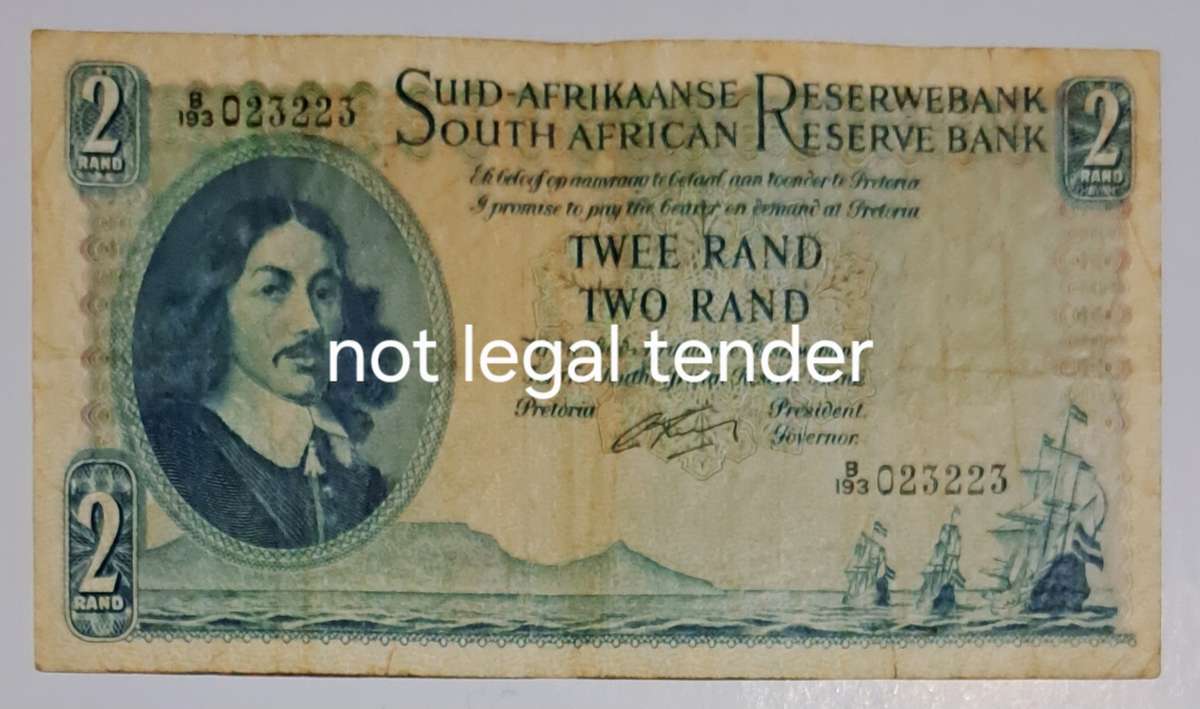 2
RAND
B
193 023223
SUID-AFRIKAANSE RESERWEBANK
SOUTH AFRICAN RESERVE BANK
2
RAND
Ek beloof op aanvraag te betaal aan toonder te Pretoria
I promise to pay the bearer on demand at Pretoria
TWEE RAND
TWO RAND
not legal tender
Pretoria
President.
Governor.
B
193 023223
2
RAND